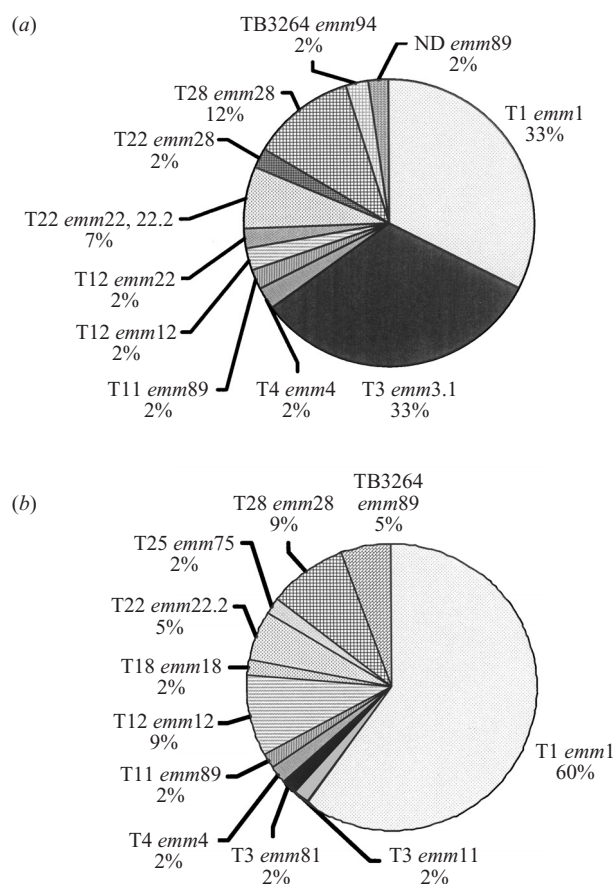 (a)
TB3264 emm94
2%
ND emm89
2%
T28 emm28
12%
T1 emm1
33%
T22 emm28
2%
T22 emm22, 22.2
7%
T12 emm22
2%
T12 emm12
2%
T11 emm89
2%
T4 emm4
2%
T3 emm3.1
33%
(b)
TB3264
emm89
5%
T28 emm28
9%
T25 emm75
2%
T22 emm22.2
5%
T18 emm18
2%
T12 emm12
9%
T1 emm1
60%
T11 emm89
2%
T4 emm4
2%
T3 emm81
2%
T3 emm11
2%